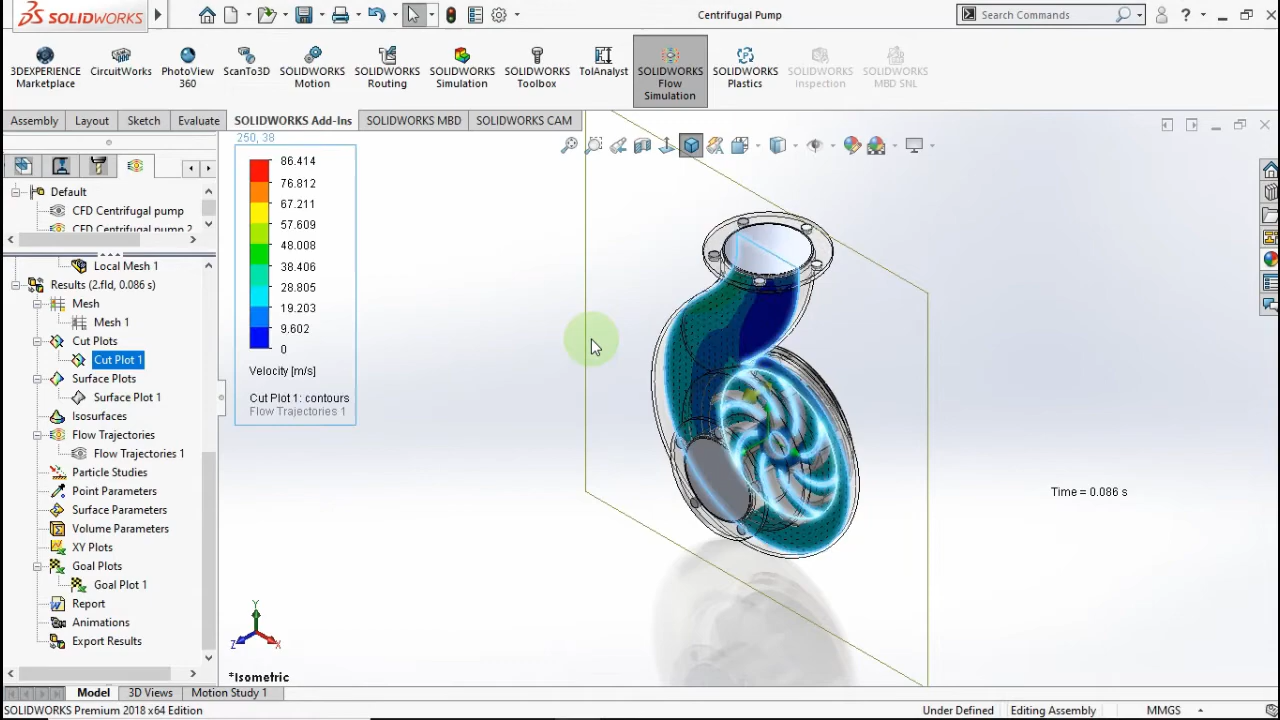 SOLIDWORKS
Centrifugal Pump
Search Commands
3DEXPERIENCE
Marketplace
CircuitWorks
PhotoView
360
ScanTo3D
SOLIDWORKS
Motion
SOLIDWORKS
Routing
SOLIDWORKS
Simulation
SOLIDWORKS
Toolbox
TolAnalyst
SOLIDWORKS
Flow
Simulation
SOLIDWORKS
Plastics
SOLIDWORKS
Inspection
SOLIDWORKS
MBD SNL
Assembly
Layout
Sketch
Evaluate
SOLIDWORKS Add-Ins
SOLIDWORKS MBD
SOLIDWORKS CAM
250, 38
86.414
76.812
67.211
57.609
48.008
38.406
28.805
19.203
9.602
0
Velocity [m/s]
Cut Plot 1: contours
Flow Trajectories 1
Default
CFD Centrifugal pump
CFD Centrifugal pump 2
Local Mesh 1
Results (2.fld, 0.086 s)
Mesh
Mesh 1
Cut Plots
Cut Plot 1
Surface Plots
Surface Plot 1
Isosurfaces
Flow Trajectories
Flow Trajectories 1
Particle Studies
Point Parameters
Surface Parameters
Volume Parameters
XY Plots
Goal Plots
Goal Plot 1
Report
Animations
Export Results
Time = 0.086 s
Y
Z
X
*Isometric
Model
3D Views
Motion Study 1
SOLIDWORKS Premium 2018 x64 Edition
Under Defined
Editing Assembly
MMGS